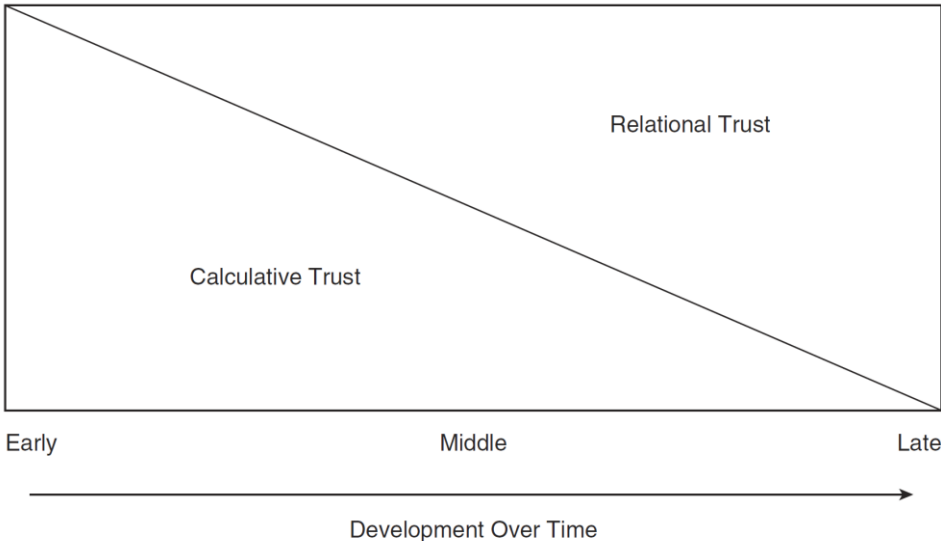 Relational Trust
Calculative Trust
Early Middle Late
Development Over Time